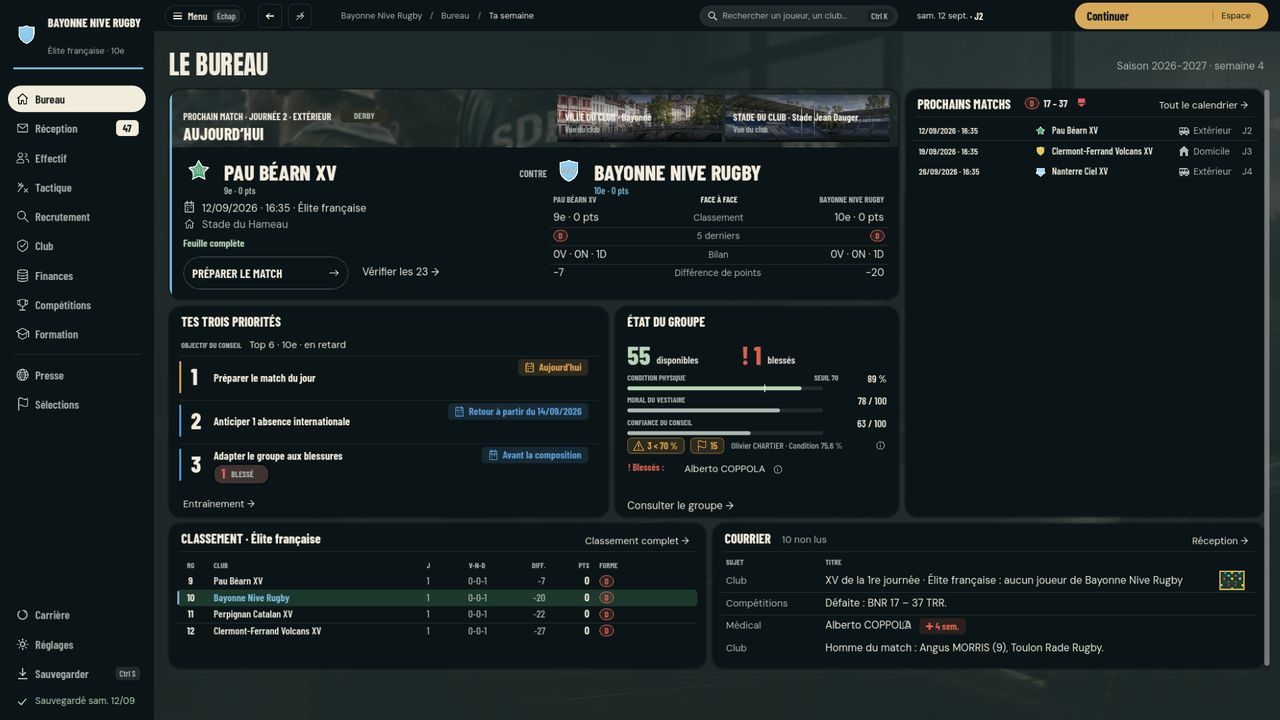 BAYONNE NIVE RUGBY
Élite française · 10e
Menu Échap
Bayonne Nive Rugby / Bureau / Ta semaine
Rechercher un joueur, un club... Ctrl K
sam. 12 sept. · J2
Continuer Espace
Bureau
Réception 47
Effectif
Tactique
Recrutement
Club
Finances
Compétitions
Formation
Presse
Sélections
Carrière
Réglages
Sauvegarder Ctrl S
Sauvegardé sam. 12/09
LE BUREAU
Saison 2026-2027 · semaine 4
PROCHAIN MATCH · JOURNÉE 2 · EXTÉRIEUR DERBY
AUJOURD'HUI
VILLE DU CLUB · Bayonne
Vue du club
STADE DU CLUB · Stade Jean Dauger
Vue du club
PAU BÉARN XV
9e · 0 pts
CONTRE
BAYONNE NIVE RUGBY
10e · 0 pts
12/09/2026 · 16:35 · Élite française
Stade du Hameau
Feuille complète
PRÉPARER LE MATCH →
Vérifier les 23 →
PAU BÉARN XV FACE À FACE BAYONNE NIVE RUGBY
9e · 0 pts Classement 10e · 0 pts
D 5 derniers D
0V · 0N · 1D Bilan 0V · 0N · 1D
-7 Différence de points -20
PROCHAINS MATCHS D 17 - 37 Tout le calendrier →
12/09/2026 · 16:35 Pau Béarn XV Extérieur J2
19/09/2026 · 16:35 Clermont-Ferrand Volcans XV Domicile J3
26/09/2026 · 16:35 Nanterre Ciel XV Extérieur J4
TES TROIS PRIORITÉS
OBJECTIF DU CONSEIL Top 6 · 10e · en retard
1 Préparer le match du jour Aujourd'hui
2 Anticiper 1 absence internationale Retour à partir du 14/09/2026
3 Adapter le groupe aux blessures Avant la composition
1 BLESSÉ
Entraînement →
ÉTAT DU GROUPE
55 disponibles ! 1 blessés
CONDITION PHYSIQUE SEUIL 70 89 %
MORAL DU VESTIAIRE 78 / 100
CONFIANCE DU CONSEIL 63 / 100
3 < 70 % 15 Olivier CHARTIER · Condition 75,6 %
! Blessés : Alberto COPPOLA
Consulter le groupe →
CLASSEMENT · Élite française Classement complet →
RG CLUB J V-N-D DIFF. PTS FORME
9 Pau Béarn XV 1 0-0-1 -7 0 D
10 Bayonne Nive Rugby 1 0-0-1 -20 0 D
11 Perpignan Catalan XV 1 0-0-1 -22 0 D
12 Clermont-Ferrand Volcans XV 1 0-0-1 -27 0 D
COURRIER 10 non lus Réception →
SUJET TITRE
Club XV de la 1re journée · Élite française : aucun joueur de Bayonne Nive Rugby
Compétitions Défaite : BNR 17 – 37 TRR.
Médical Alberto COPPOLA + 4 sem.
Club Homme du match : Angus MORRIS (9), Toulon Rade Rugby.